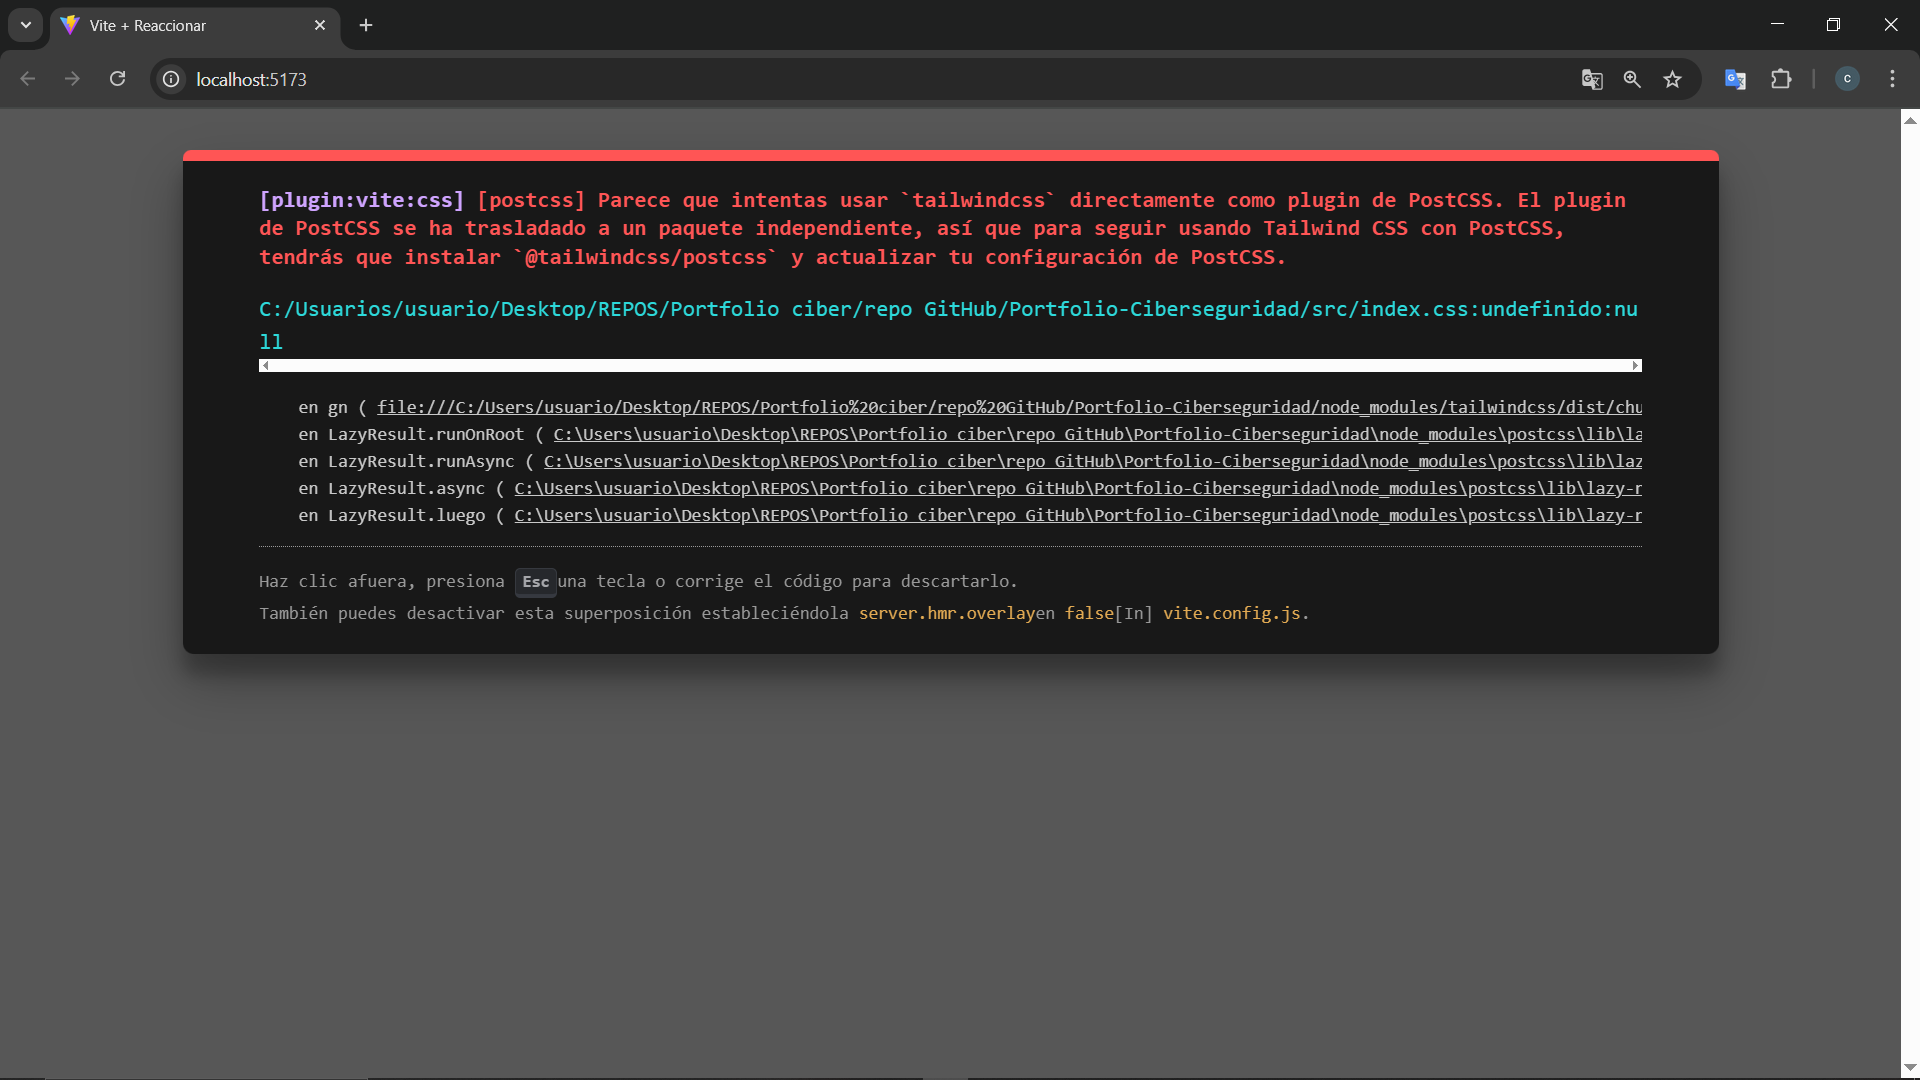 Vite + Reaccionar
localhost:5173
[plugin:vite:css] [postcss] Parece que intentas usar `tailwindcss` directamente como plugin de PostCSS. El plugin
de PostCSS se ha trasladado a un paquete independiente, así que para seguir usando Tailwind CSS con PostCSS,
tendrás que instalar `@tailwindcss/postcss` y actualizar tu configuración de PostCSS.
C:/Usuarios/usuario/Desktop/REPOS/Portfolio ciber/repo GitHub/Portfolio-Ciberseguridad/src/index.css:undefinido:nu
ll
en gn ( file:///C:/Users/usuario/Desktop/REPOS/Portfolio%20ciber/repo%20GitHub/Portfolio-Ciberseguridad/node_modules/tailwindcss/dist/chu
en LazyResult.runOnRoot ( C:\Users\usuario\Desktop\REPOS\Portfolio ciber\repo GitHub\Portfolio-Ciberseguridad\node_modules\postcss\lib\la
en LazyResult.runAsync ( C:\Users\usuario\Desktop\REPOS\Portfolio ciber\repo GitHub\Portfolio-Ciberseguridad\node_modules\postcss\lib\laz
en LazyResult.async ( C:\Users\usuario\Desktop\REPOS\Portfolio ciber\repo GitHub\Portfolio-Ciberseguridad\node_modules\postcss\lib\lazy-r
en LazyResult.luego ( C:\Users\usuario\Desktop\REPOS\Portfolio ciber\repo GitHub\Portfolio-Ciberseguridad\node_modules\postcss\lib\lazy-r
Haz clic afuera, presiona Esc una tecla o corrige el código para descartarlo.
También puedes desactivar esta superposición estableciéndola server.hmr.overlayen false[In] vite.config.js.